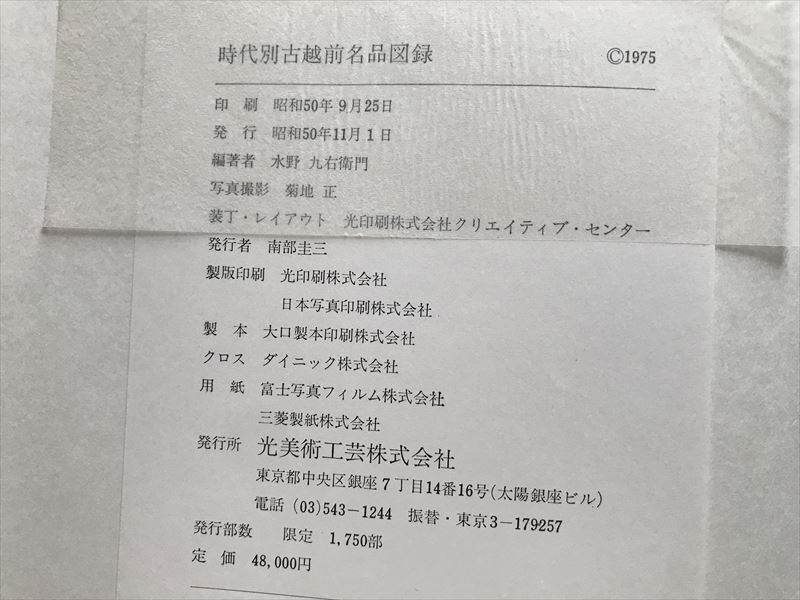 時代別古越前名品図録 ©1975
印 刷 昭和50年9月25日
発 行 昭和50年11月1日
編著者 水野 九右衛門
写真撮影 菊地 正
装丁・レイアウト 光印刷株式会社クリエイティブ・センター
発行者 南部圭三
製版印刷 光印刷株式会社
日本写真印刷株式会社
製 本 大口製本印刷株式会社
クロス ダイニック株式会社
用 紙 富士写真フィルム株式会社
三菱製紙株式会社
発行所 光美術工芸株式会社
東京都中央区銀座7丁目14番16号(太陽銀座ビル)
電話 (03)543-1244 振替・東京3-179257
発行部数 限定 1,750部
定 価 48,000円